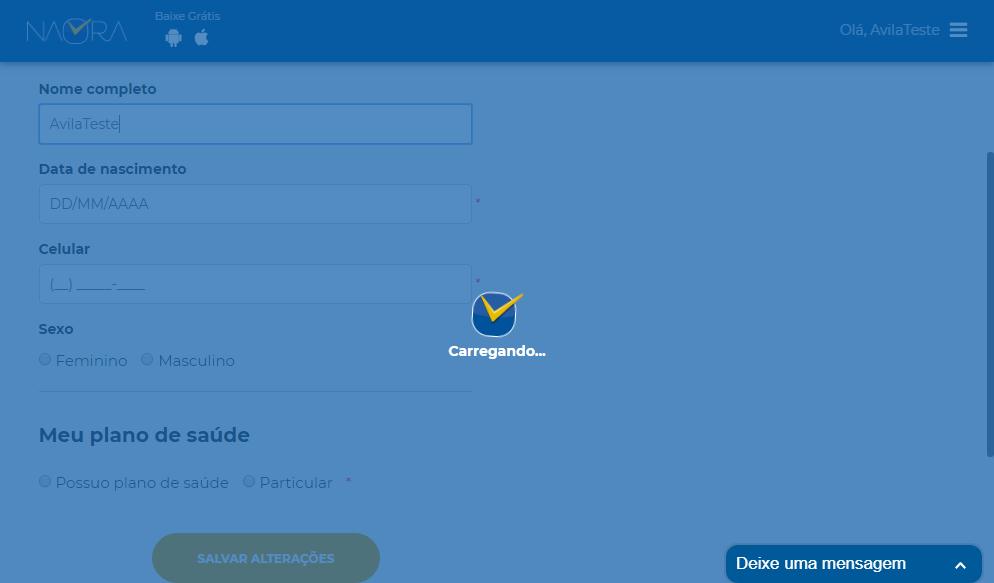 NAORA
Baixe Grátis
Olá, AvilaTeste
Nome completo
AvilaTeste
Data de nascimento
DD/MM/AAAA
*
Celular
(__) _____-____
*
Sexo
Feminino Masculino
Carregando...
Meu plano de saúde
Possuo plano de saúde Particular *
SALVAR ALTERAÇÕES
Deixe uma mensagem